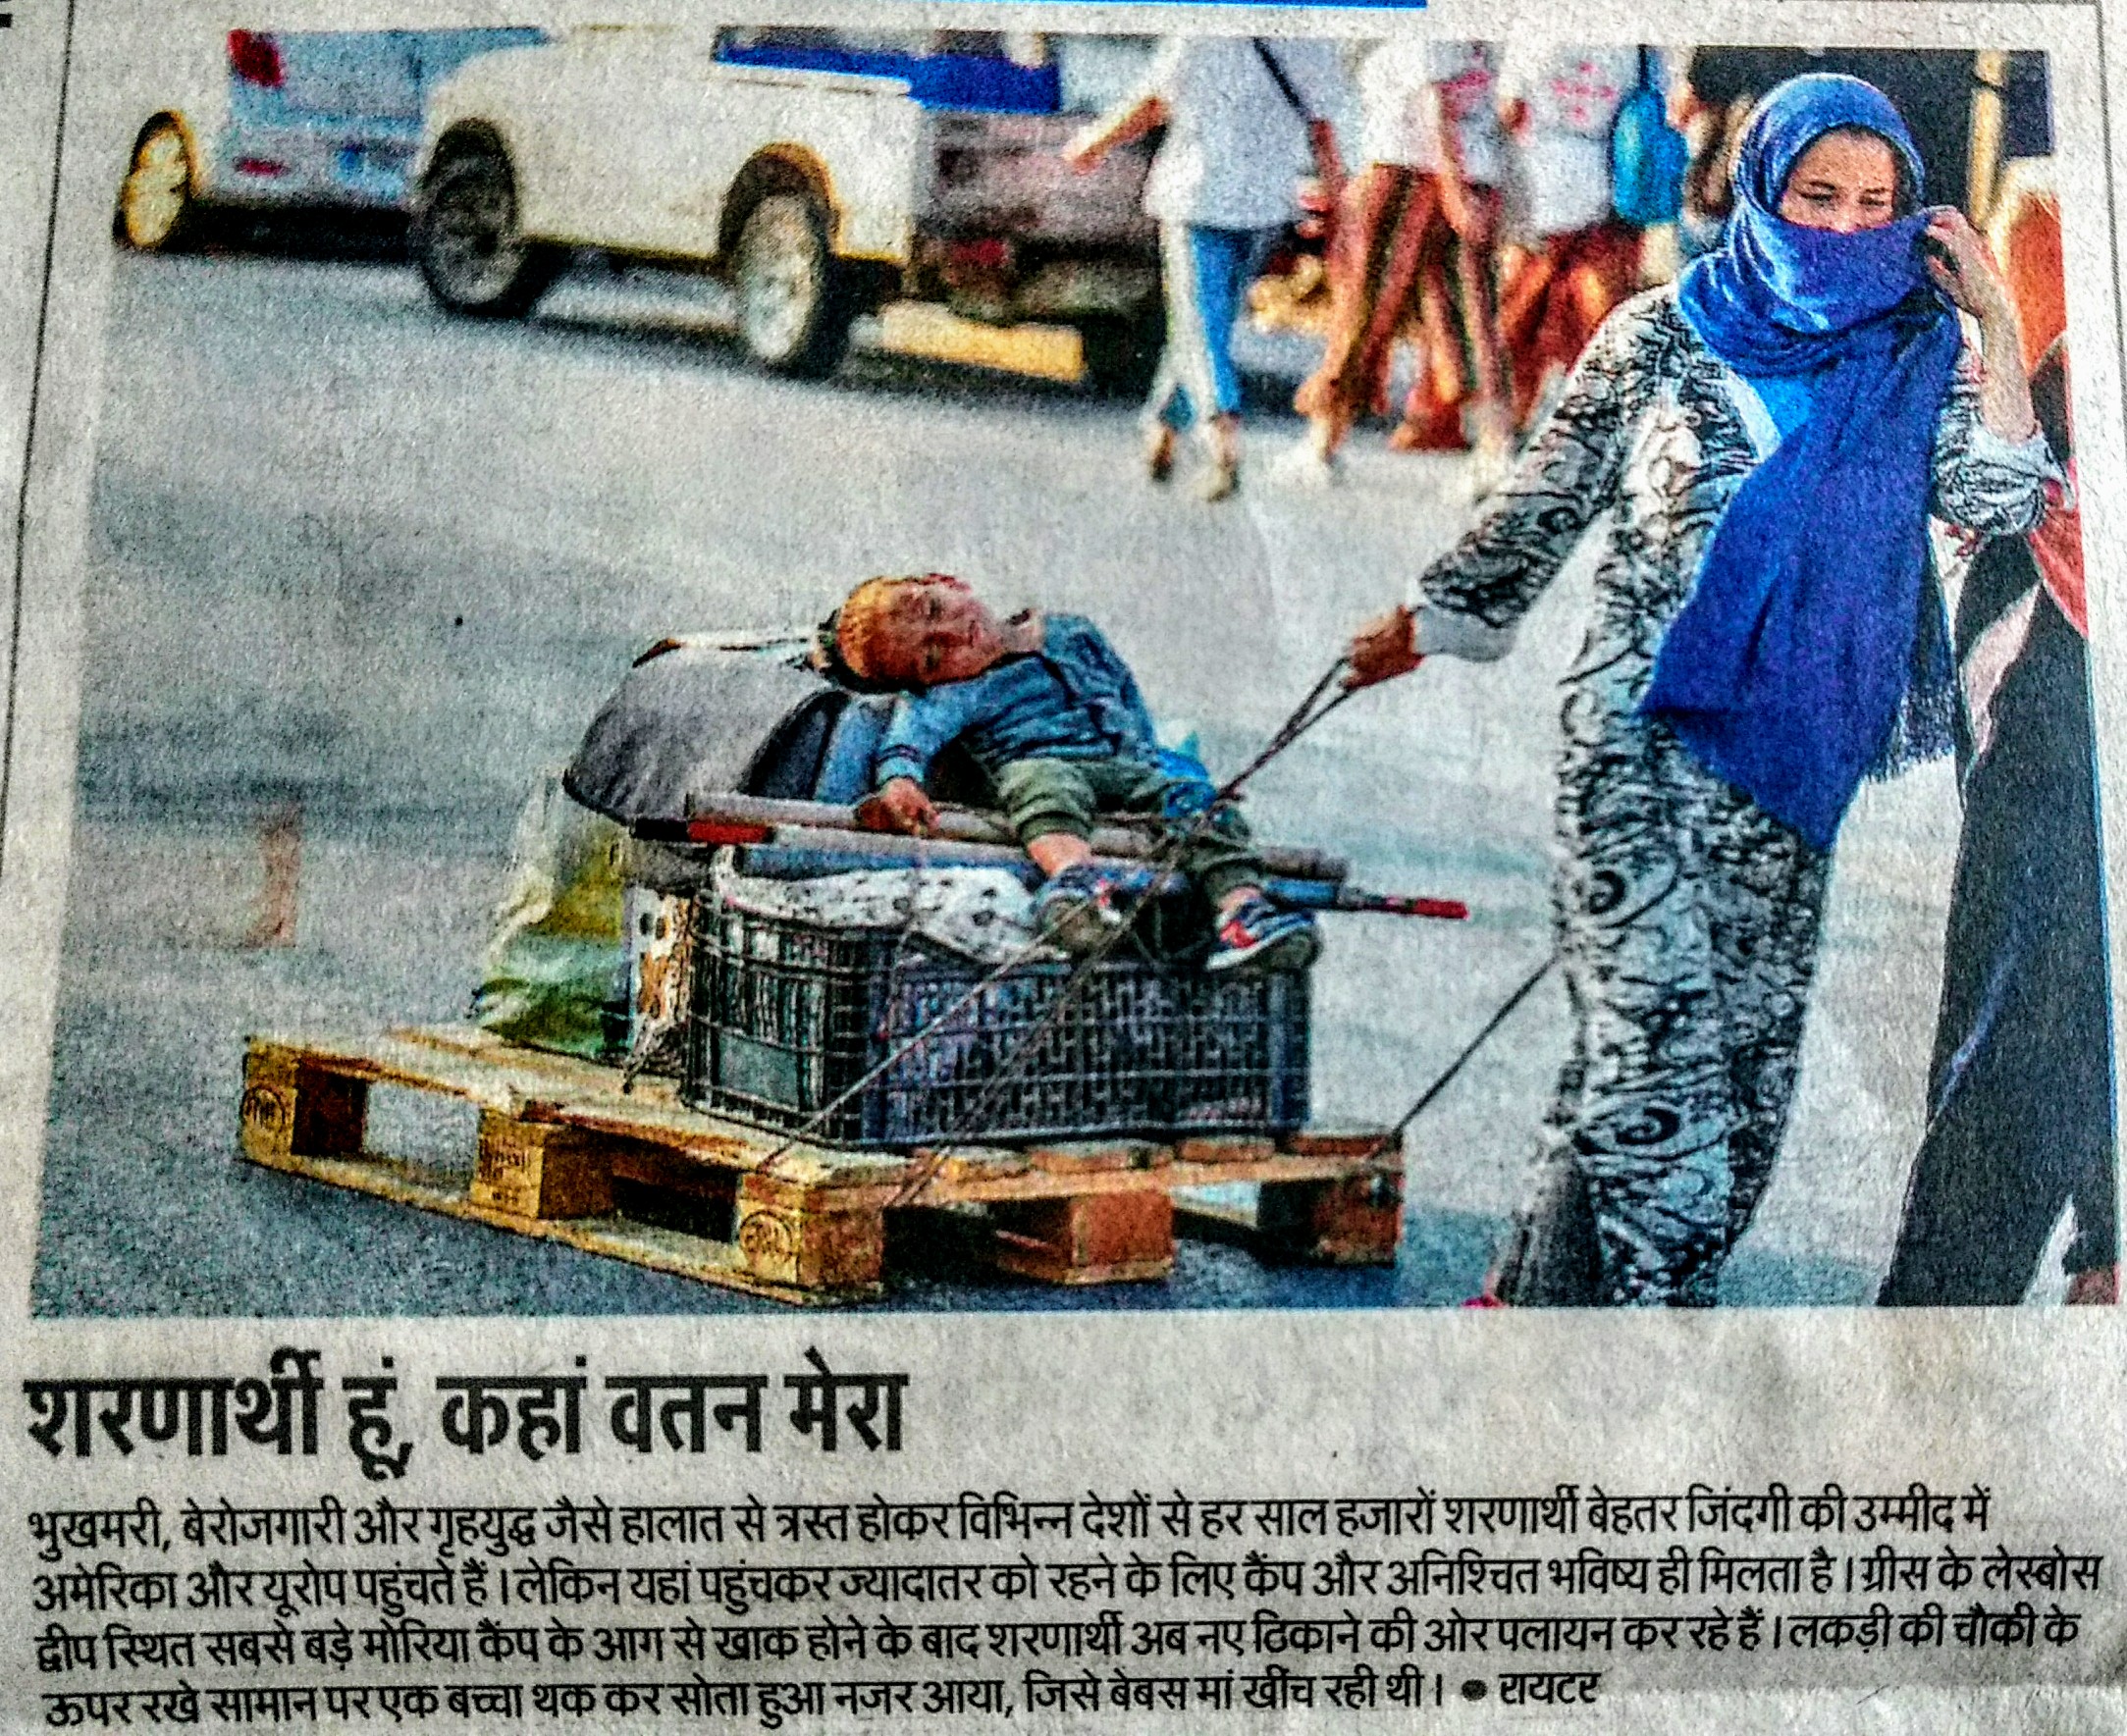 शरणार्थी हूं, कहां वतन मेरा
भुखमरी, बेरोजगारी और गृहयुद्ध जैसे हालात से त्रस्त होकर विभिन्न देशों से हर साल हजारों शरणार्थी बेहतर जिंदगी की उम्मीद में
अमेरिका और यूरोप पहुंचते हैं। लेकिन यहां पहुंचकर ज्यादातर को रहने के लिए कैंप और अनिश्चित भविष्य ही मिलता है। ग्रीस के लेस्बोस
द्वीप स्थित सबसे बड़े मोरिया कैंप के आग से खाक होने के बाद शरणार्थी अब नए ठिकाने की ओर पलायन कर रहे हैं। लकड़ी की चौकी के
ऊपर रखे सामान पर एक बच्चा थक कर सोता हुआ नजर आया, जिसे बेबस मां खींच रही थी। ● रायटर